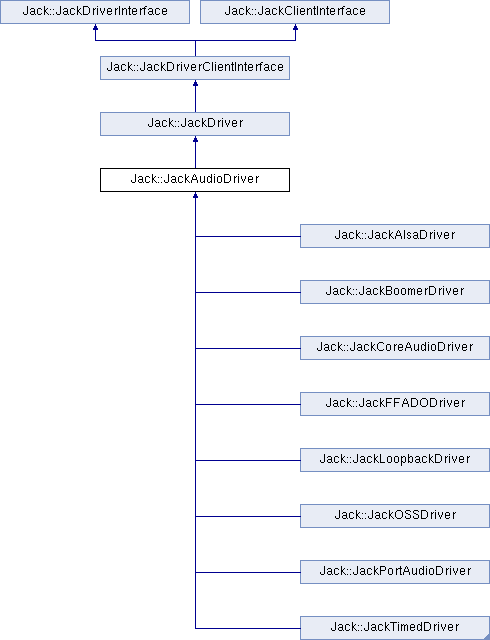 Jack::JackDriverInterface
Jack::JackClientInterface
Jack::JackDriverClientInterface
Jack::JackDriver
Jack::JackAudioDriver
Jack::JackAlsaDriver
Jack::JackBoomerDriver
Jack::JackCoreAudioDriver
Jack::JackFFADODriver
Jack::JackLoopbackDriver
Jack::JackOSSDriver
Jack::JackPortAudioDriver
Jack::JackTimedDriver